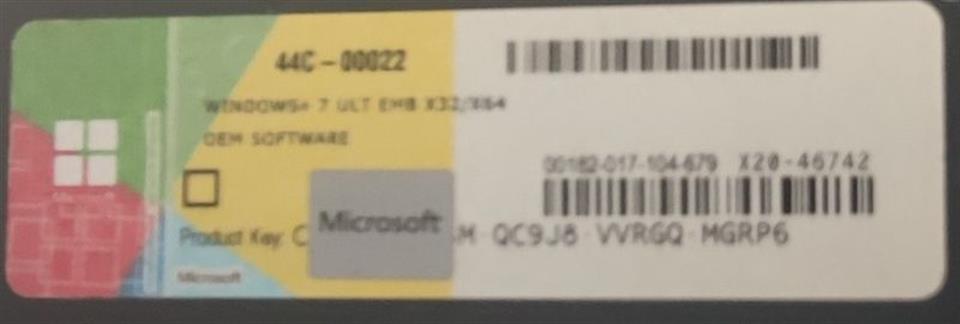 44C-00022
WINDOWS® 7 ULT EMB X32/X64
OEM SOFTWARE
00182-017-104-679 X20-46742
Microsoft
Product Key: C M-QC9J8-VVRGQ-MGRP6
Microsoft